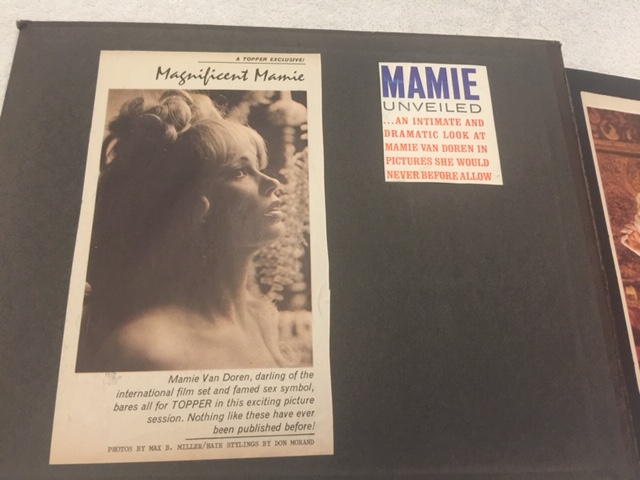 A TOPPER EXCLUSIVE!
Magnificent Mamie
Mamie Van Doren, darling of the
international film set and famed sex symbol,
bares all for TOPPER in this exciting picture
session. Nothing like these have ever
been published before!
PHOTOS BY MAX B. MILLER/HAIR STYLINGS BY DON MORAND
MAMIE
UNVEILED
...AN INTIMATE AND
DRAMATIC LOOK AT
MAMIE VAN DOREN IN
PICTURES SHE WOULD
NEVER BEFORE ALLOW